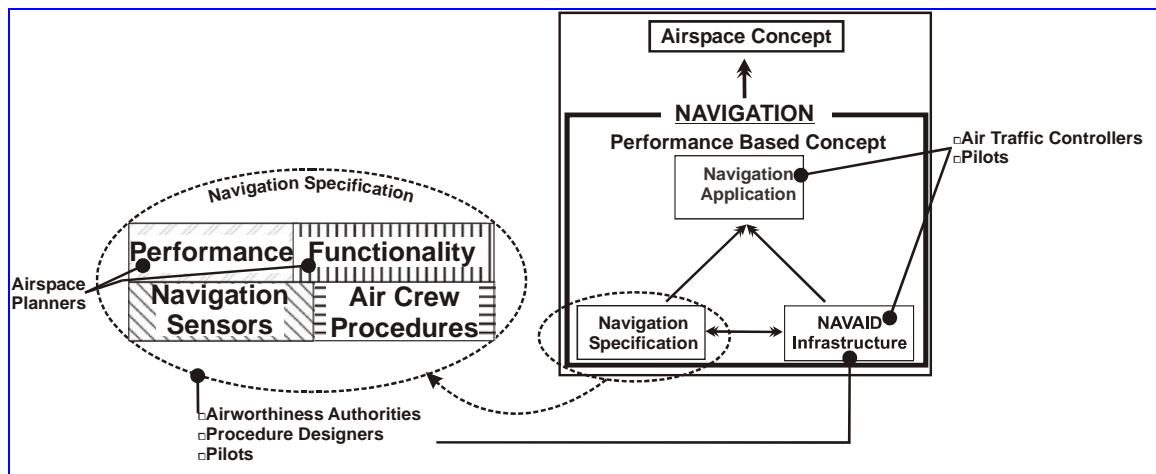 Airspace Concept
NAVIGATION
Performance Based Concept
Navigation
Application
□Air Traffic Controllers
□Pilots
Navigation Specification
Performance Functionality
Navigation
Sensors
Air Crew
Procedures
Airspace
Planners
Navigation
Specification
NAVAID
Infrastructure
□Airworthiness Authorities
□Procedure Designers
□Pilots